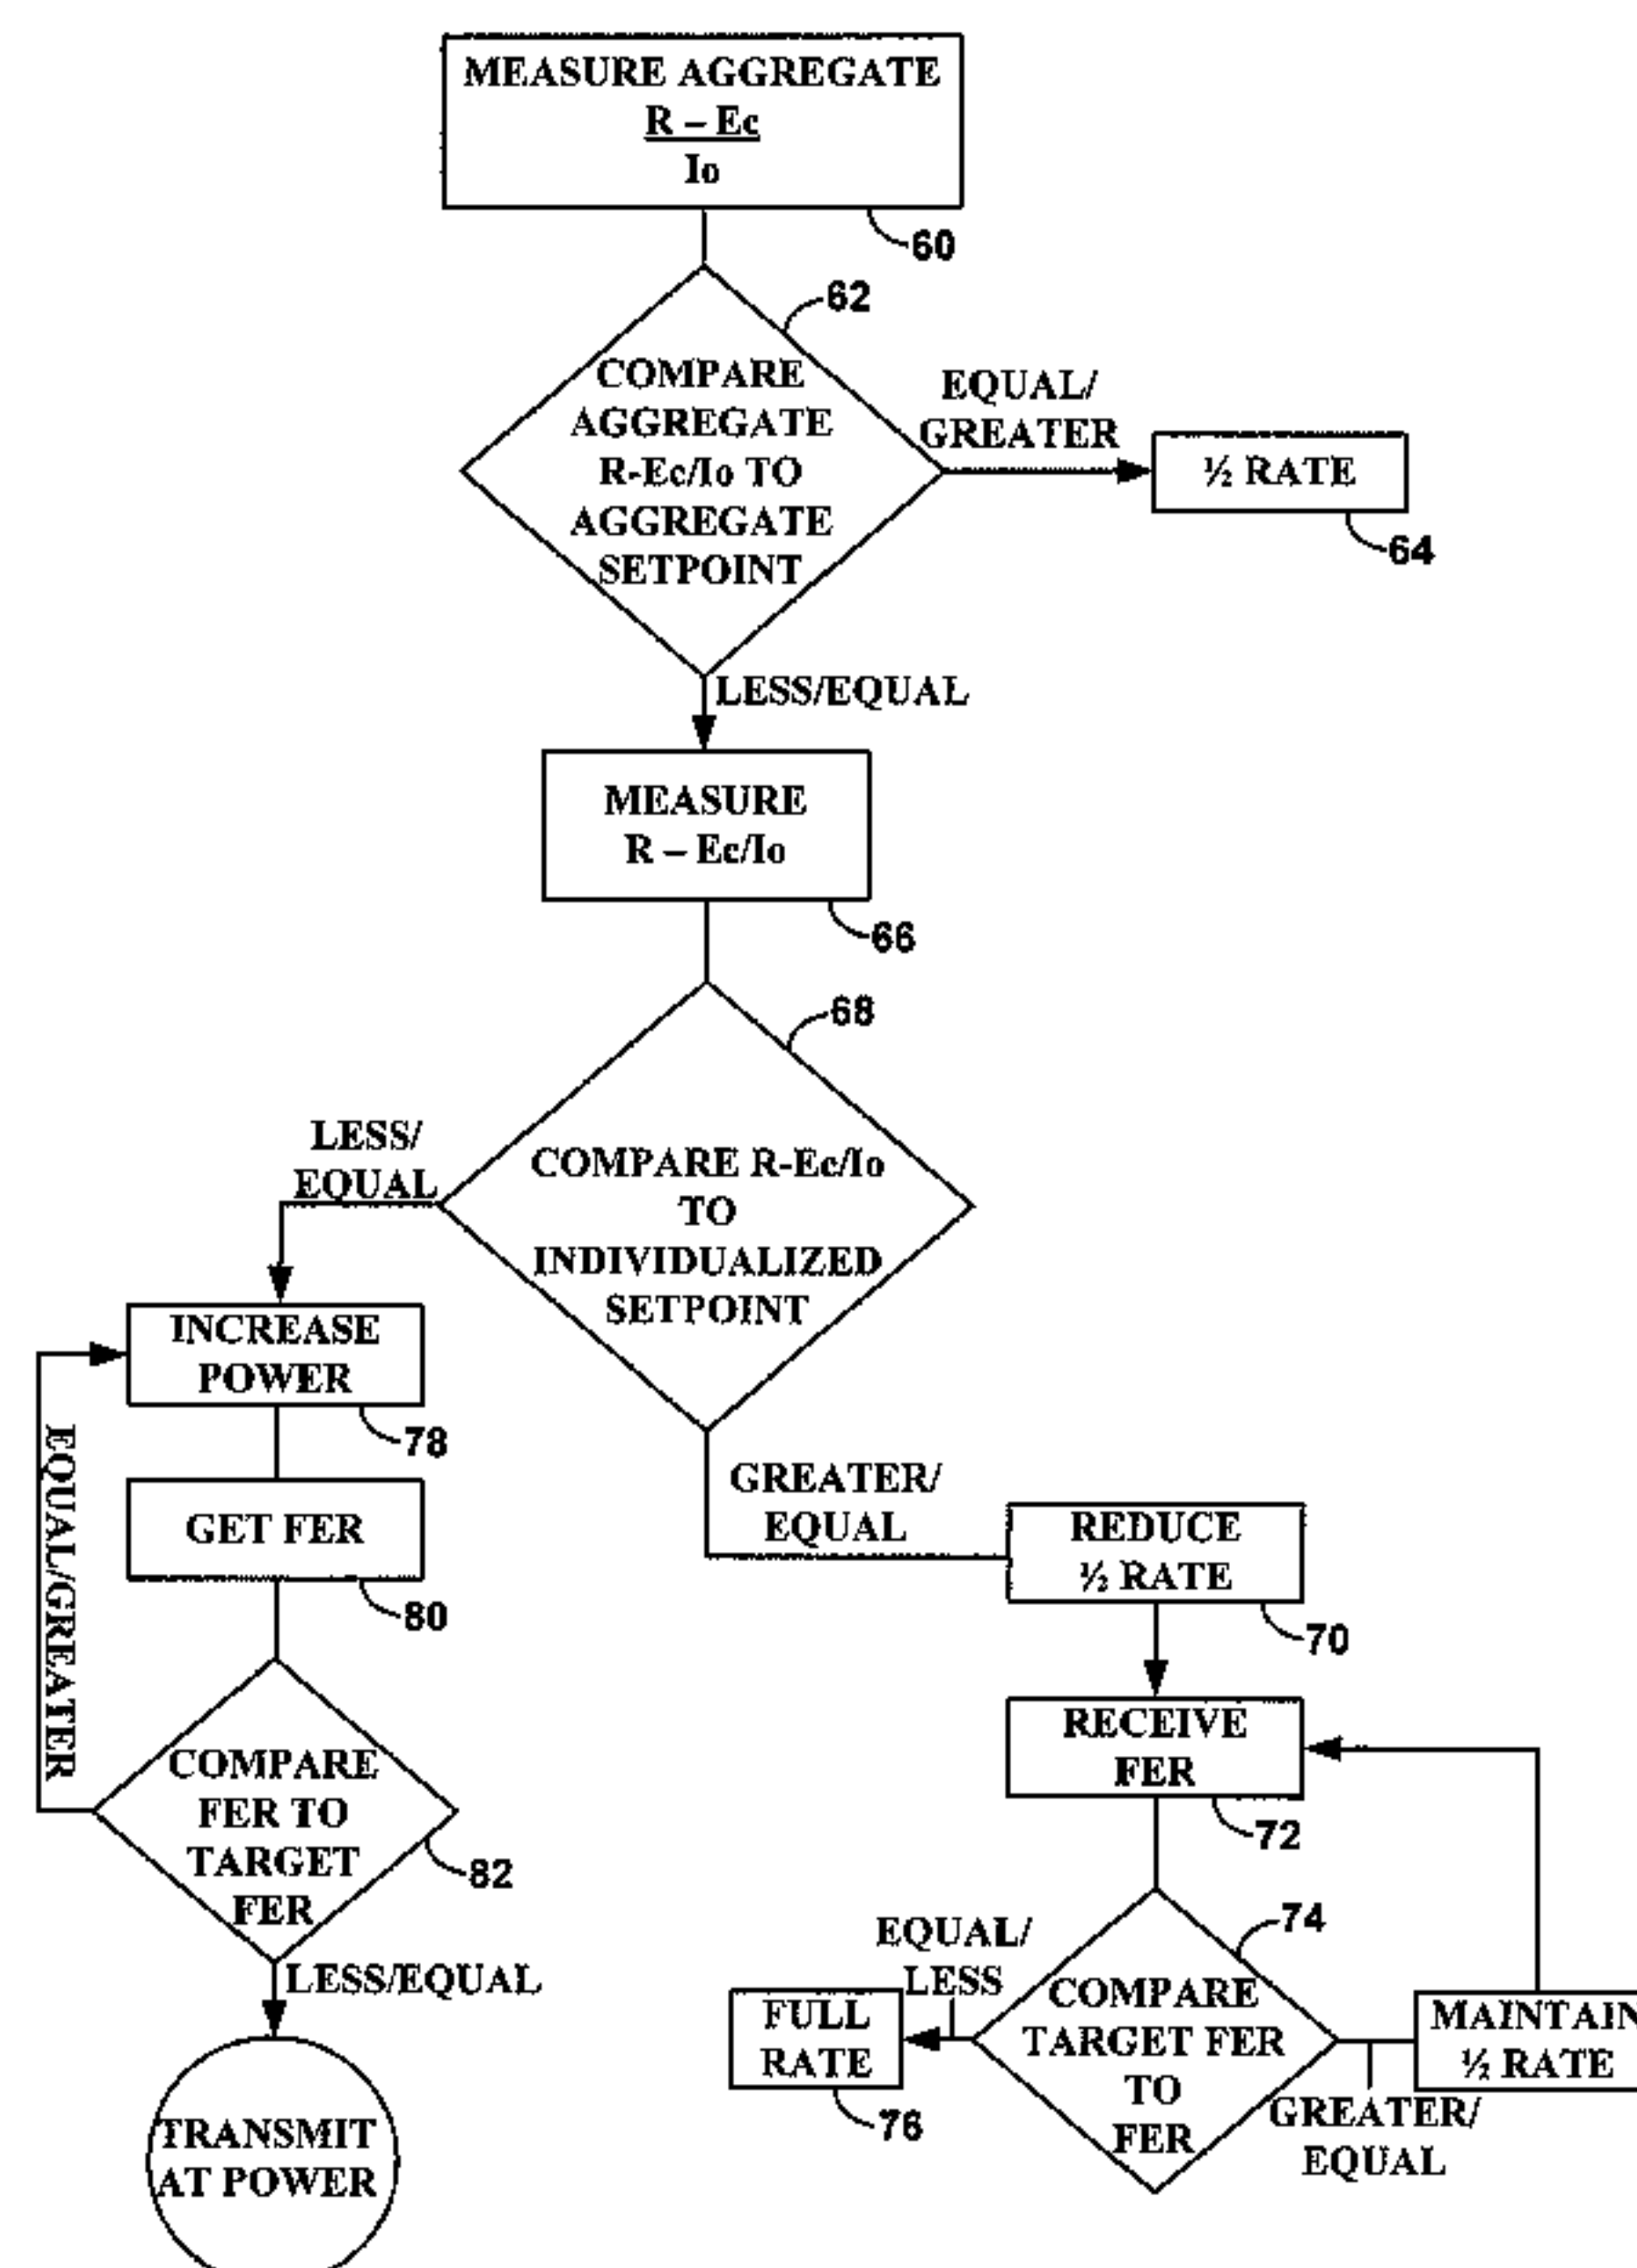 MEASURE AGGREGATE
R – Ec
Io
60
62
COMPARE
AGGREGATE
R-Ec/Io TO
AGGREGATE
SETPOINT
EQUAL/
GREATER
½ RATE
64
LESS/EQUAL
MEASURE
R – Ec/Io
66
68
COMPARE R-Ec/Io
TO
INDIVIDUALIZED
SETPOINT
LESS/
EQUAL
INCREASE
POWER
78
GET FER
80
EQUAL/GREATER
COMPARE
FER TO
TARGET
FER
82
LESS/EQUAL
TRANSMIT
AT POWER
GREATER/
EQUAL
REDUCE
½ RATE
70
RECEIVE
FER
72
74
COMPARE
TARGET FER
TO
FER
EQUAL/
LESS
FULL
RATE
76
GREATER/
EQUAL
MAINTAIN
½ RATE